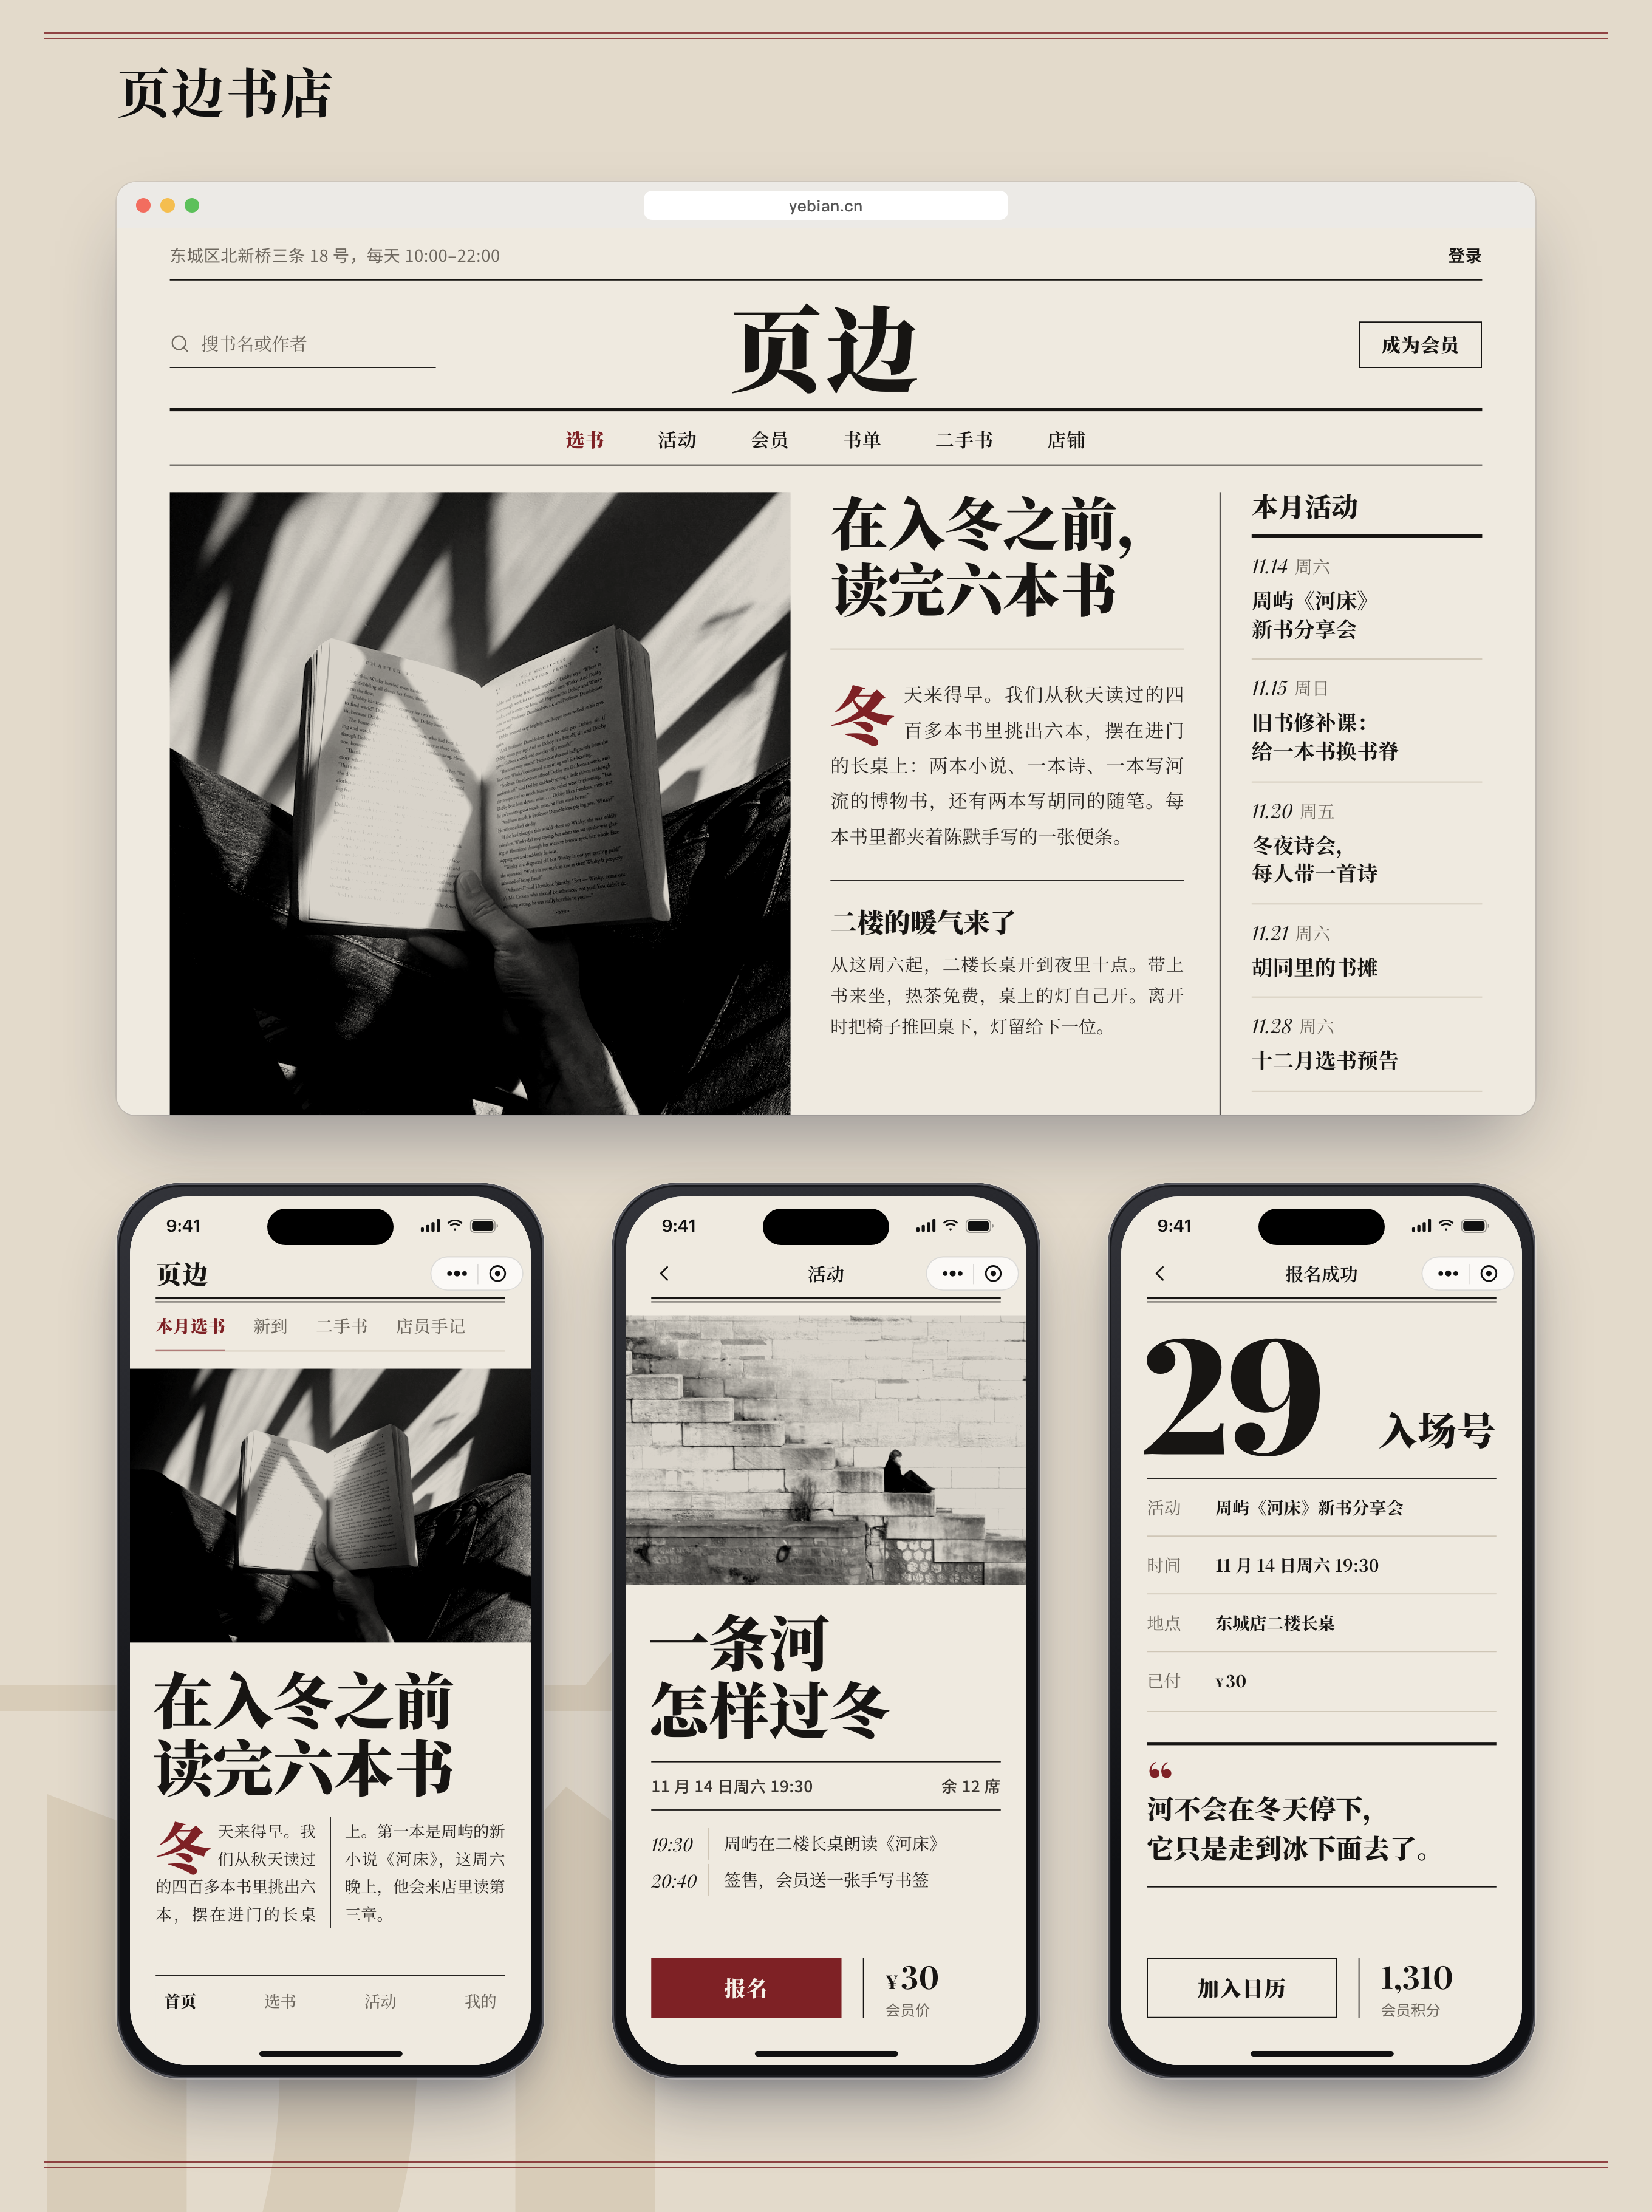 页边书店
yebian.cn
东城区北新桥三条 18 号，每天 10:00–22:00
登录
搜书名或作者
页边
成为会员
选书 活动 会员 书单 二手书 店铺
在入冬之前，
读完六本书
冬天来得早。我们从秋天读过的四
百多本书里挑出六本，摆在进门
的长桌上：两本小说、一本诗、一本写河
流的博物书，还有两本写胡同的随笔。每
本书里都夹着陈默手写的一张便条。
二楼的暖气来了
从这周六起，二楼长桌开到夜里十点。带上
书来坐，热茶免费，桌上的灯自己开。离开
时把椅子推回桌下，灯留给下一位。
本月活动
11.14 周六
周屿《河床》
新书分享会
11.15 周日
旧书修补课：
给一本书换书脊
11.20 周五
冬夜诗会，
每人带一首诗
11.21 周六
胡同里的书摊
11.28 周六
十二月选书预告
9:41
页边
本月选书 新到 二手书 店员手记
在入冬之前
读完六本书
冬天来得早。我
们从秋天读过
的四百多本书里挑出六
本，摆在进门的长桌
上。第一本是周屿的新
小说《河床》，这周六
晚上，他会来店里读第
三章。
首页 选书 活动 我的
9:41
活动
一条河
怎样过冬
11 月 14 日周六 19:30
余 12 席
19:30 周屿在二楼长桌朗读《河床》
20:40 签售，会员送一张手写书签
报名
¥30
会员价
9:41
报名成功
29 入场号
活动 周屿《河床》新书分享会
时间 11 月 14 日周六 19:30
地点 东城店二楼长桌
已付 ¥30
“
河不会在冬天停下，
它只是走到冰下面去了。
加入日历
1,310
会员积分